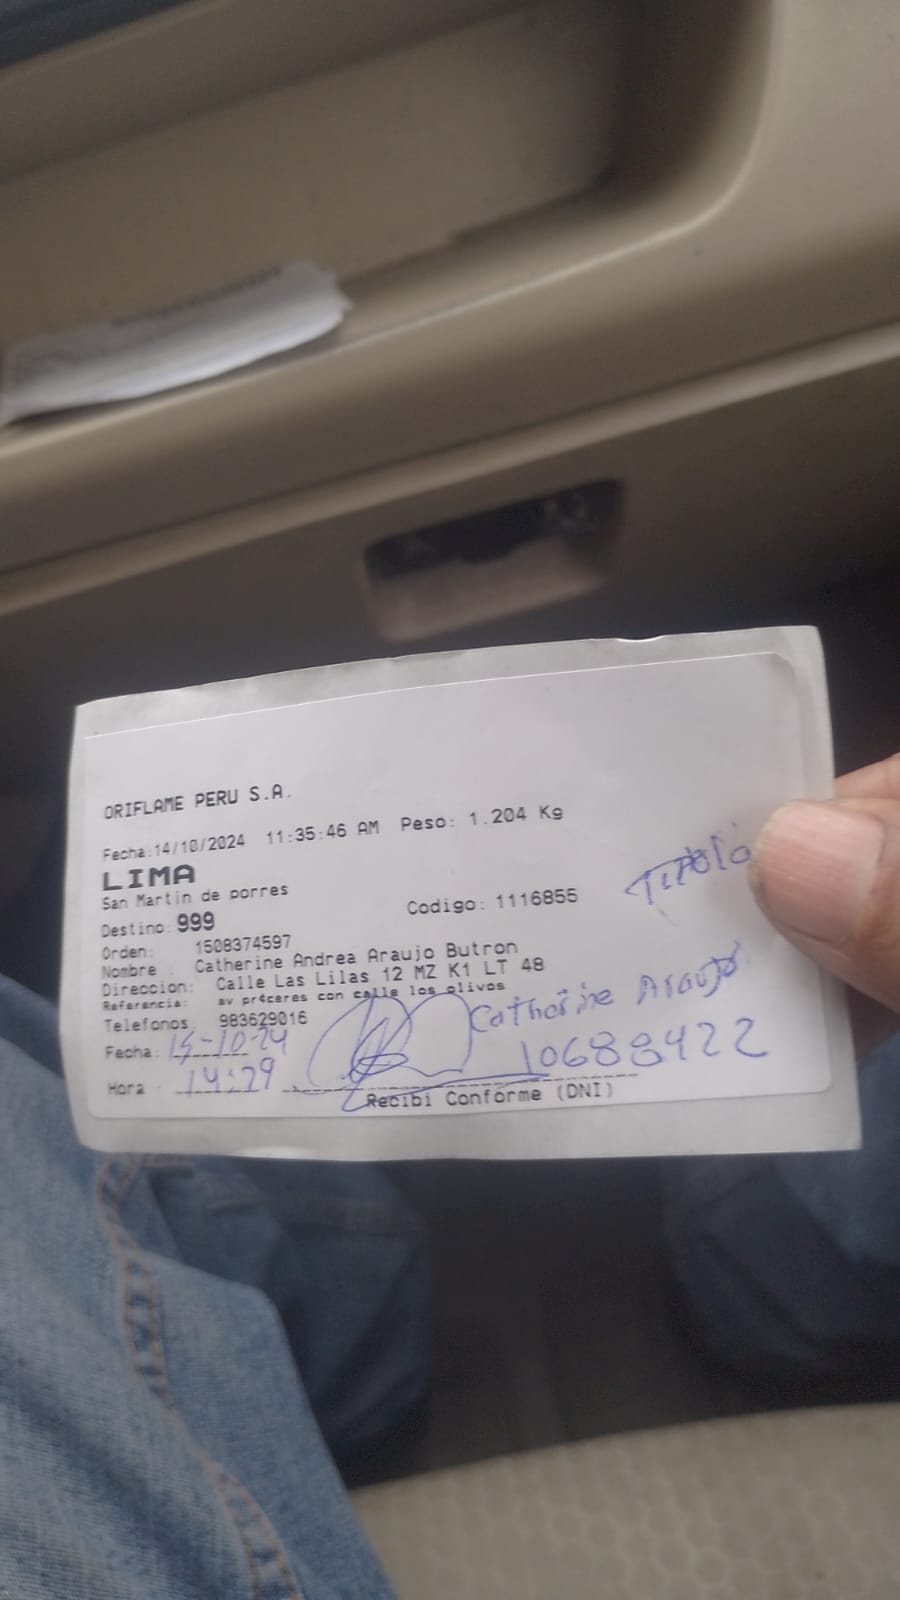 ORIFLAME PERU S.A.
Fecha:14/10/2024 11:35:46 AM Peso: 1.204 Kg
LIMA
San Martin de porres
Destino: 999 Codigo: 1116855
Titular
Orden: 1508374597
Nombre : Catherine Andrea Araujo Butron
Direccion: Calle Las Lilas 12 MZ K1 LT 48
Referencia: av próceres con calle los olivos
Telefonos 983629016
Catherine Araujo
Fecha: 15-10-24
10688422
Hora : 14:29
Recibi Conforme (DNI)